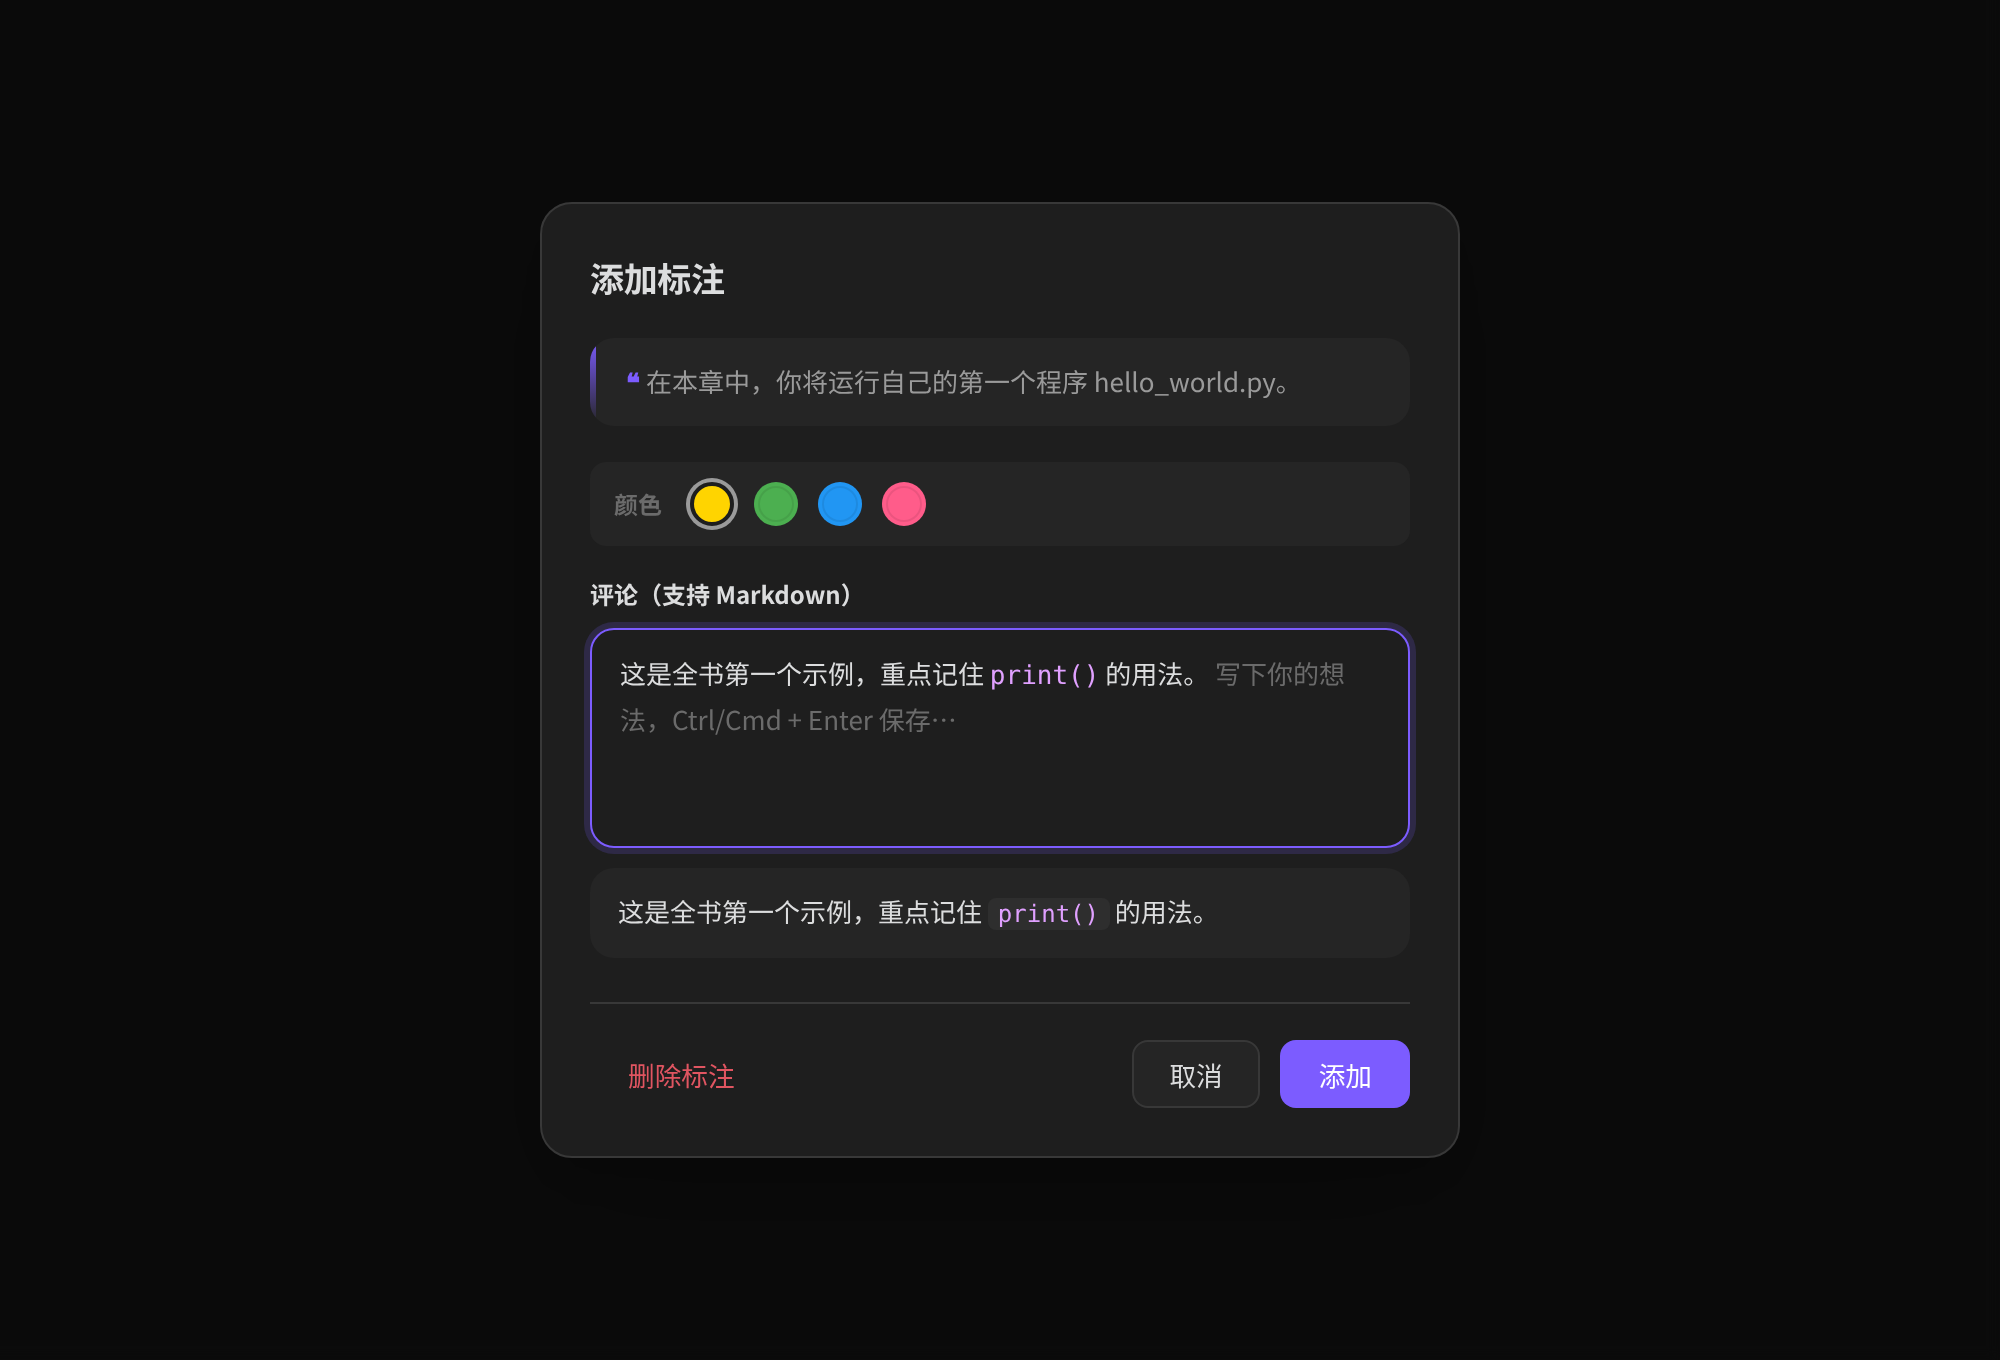 添加标注
❝ 在本章中，你将运行自己的第一个程序 hello_world.py。
颜色
评论（支持 Markdown）
这是全书第一个示例，重点记住 print() 的用法。 写下你的想
法，Ctrl/Cmd + Enter 保存…
这是全书第一个示例，重点记住 print() 的用法。
删除标注
取消
添加